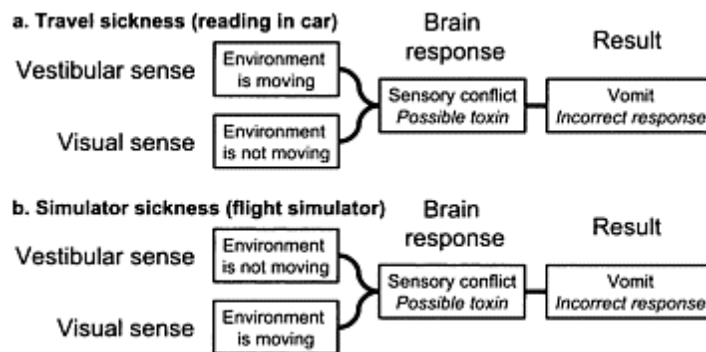 a. Travel sickness (reading in car)
Brain
response
Result
Vestibular sense
Environment
is moving
Sensory conflict
Possible toxin
Vomit
Incorrect response
Visual sense
Environment
is not moving
b. Simulator sickness (flight simulator)
Brain
response
Result
Vestibular sense
Environment
is not moving
Sensory conflict
Possible toxin
Vomit
Incorrect response
Visual sense
Environment
is moving